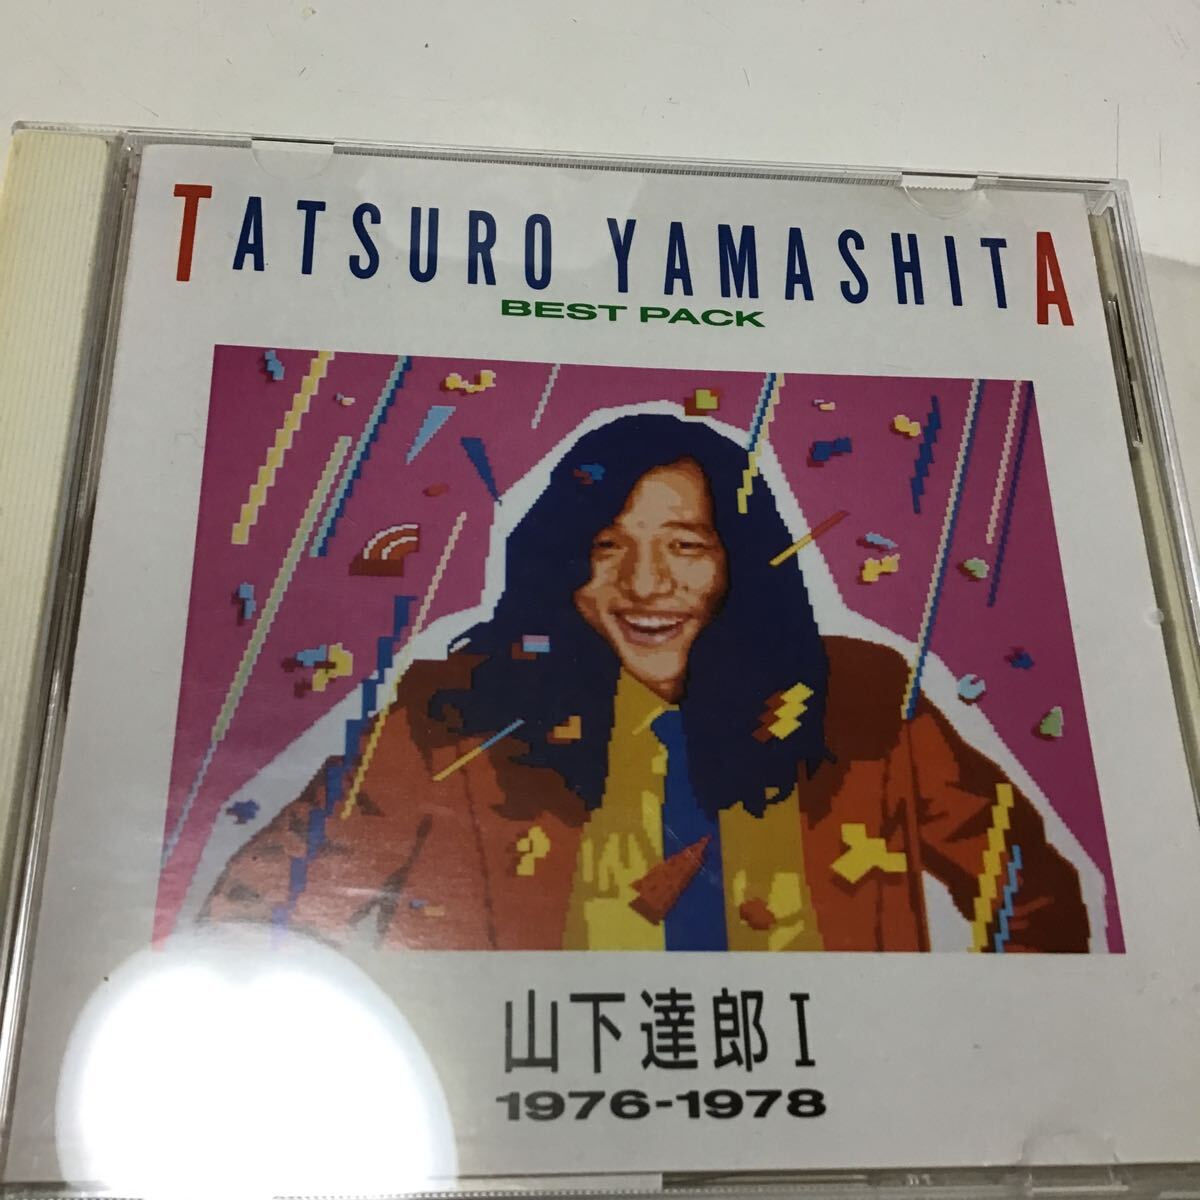 TATSURO YAMASHITA
BEST PACK
山下達郎 I
1976-1978